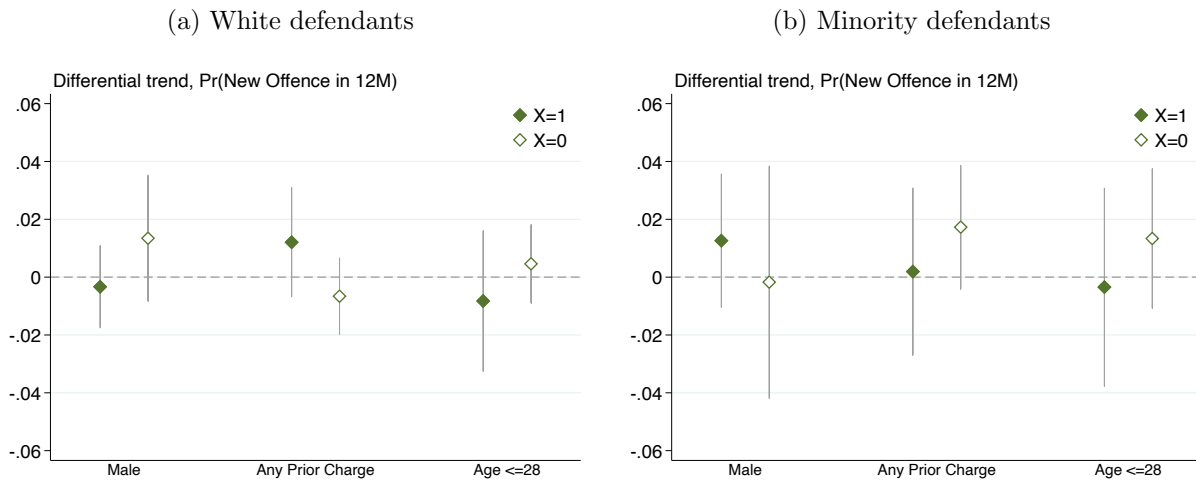 (a) White defendants
Differential trend, Pr(New Offence in 12M)
.06
.04
.02
0
-.02
-.04
-.06
X=1
X=0
Male
Any Prior Charge
Age <=28
(b) Minority defendants
Differential trend, Pr(New Offence in 12M)
.06
.04
.02
0
-.02
-.04
-.06
X=1
X=0
Male
Any Prior Charge
Age <=28